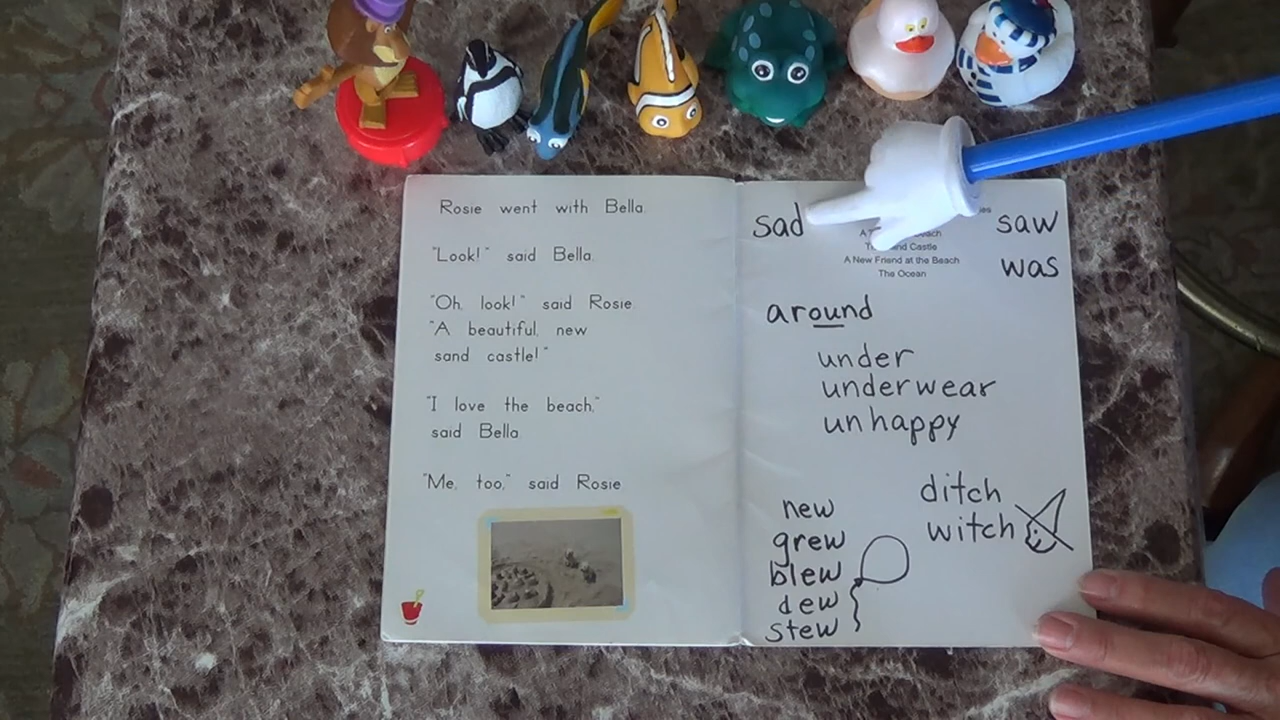 Rosie went with Bella.
"Look!" said Bella.
"Oh, look!" said Rosie.
"A beautiful, new
sand castle!"
"I love the beach,"
said Bella.
"Me, too," said Rosie
sad
saw
was
A New Friend at the Beach
The Ocean
around
under
underwear
unhappy
new
grew
blew
dew
stew
ditch
witch